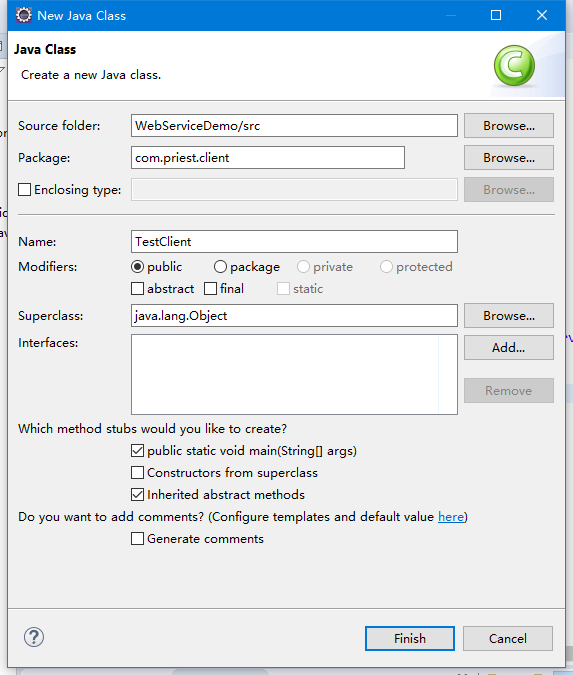 New Java Class
Java Class
Create a new Java class.
Source folder: WebServiceDemo/src Browse...
Package: com.priest.client Browse...
Enclosing type: Browse...
Name: TestClient
Modifiers: public package private protected
abstract final static
Superclass: java.lang.Object Browse...
Interfaces: Add...
Remove
Which method stubs would you like to create?
public static void main(String[] args)
Constructors from superclass
Inherited abstract methods
Do you want to add comments? (Configure templates and default value here)
Generate comments
? Finish Cancel